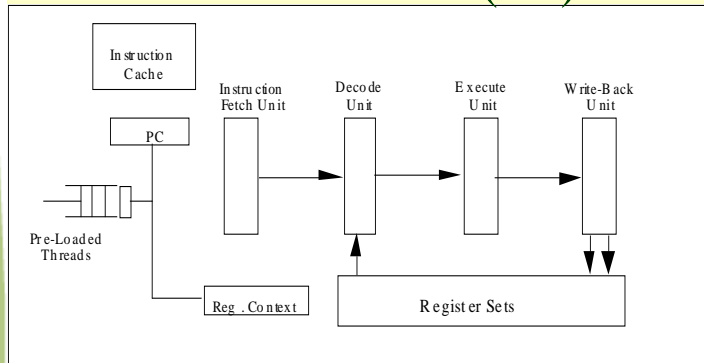 Instruction
Cache
Instruction
Fetch Unit
Decode
Unit
Execute
Unit
Write-Back
Unit
PC
Pre-Loaded
Threads
Reg. Context
Register Sets